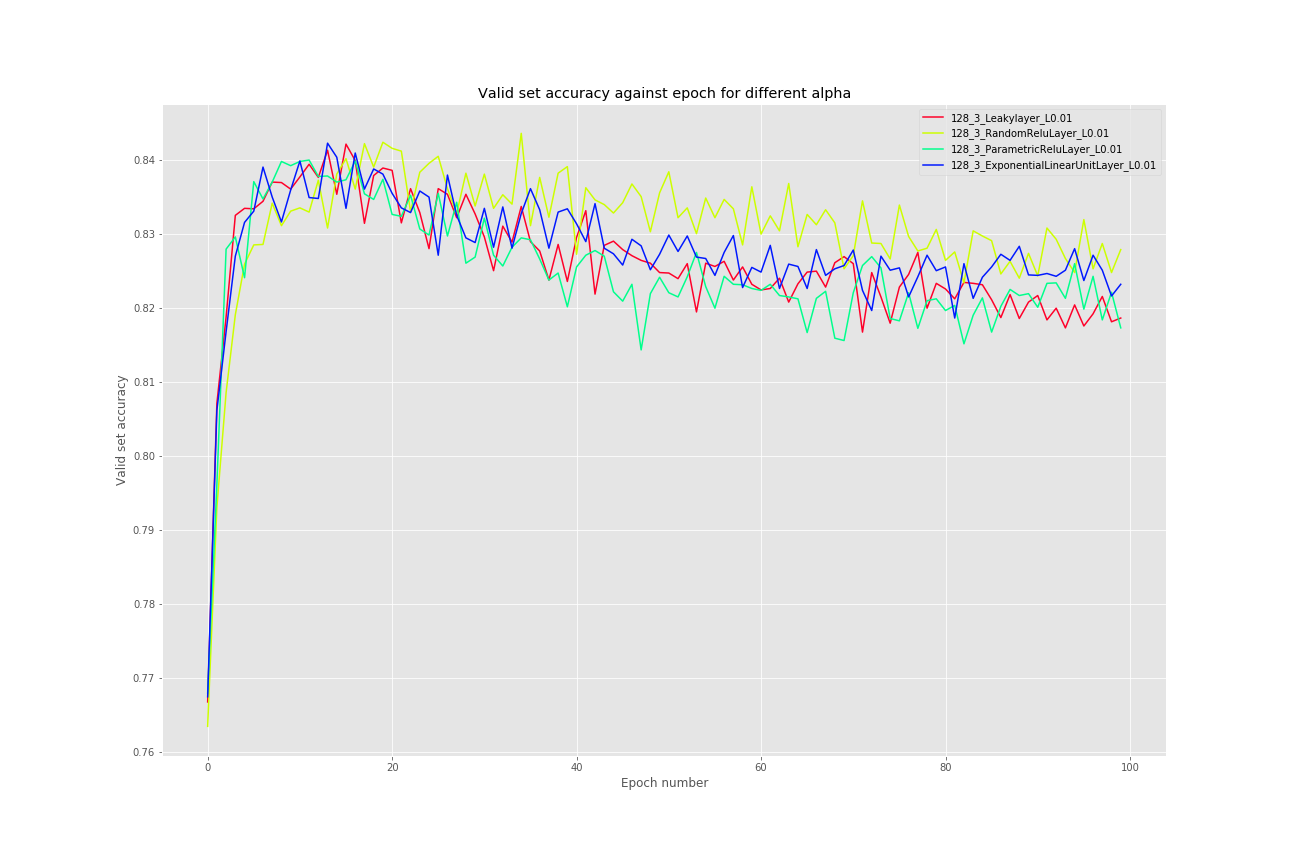 Valid set accuracy against epoch for different alpha
128_3_Leakylayer_L0.01
128_3_RandomReluLayer_L0.01
128_3_ParametricReluLayer_L0.01
128_3_ExponentialLinearUnitLayer_L0.01
Valid set accuracy
0.84
0.83
0.82
0.81
0.80
0.79
0.78
0.77
0.76
0
20
40
60
80
100
Epoch number